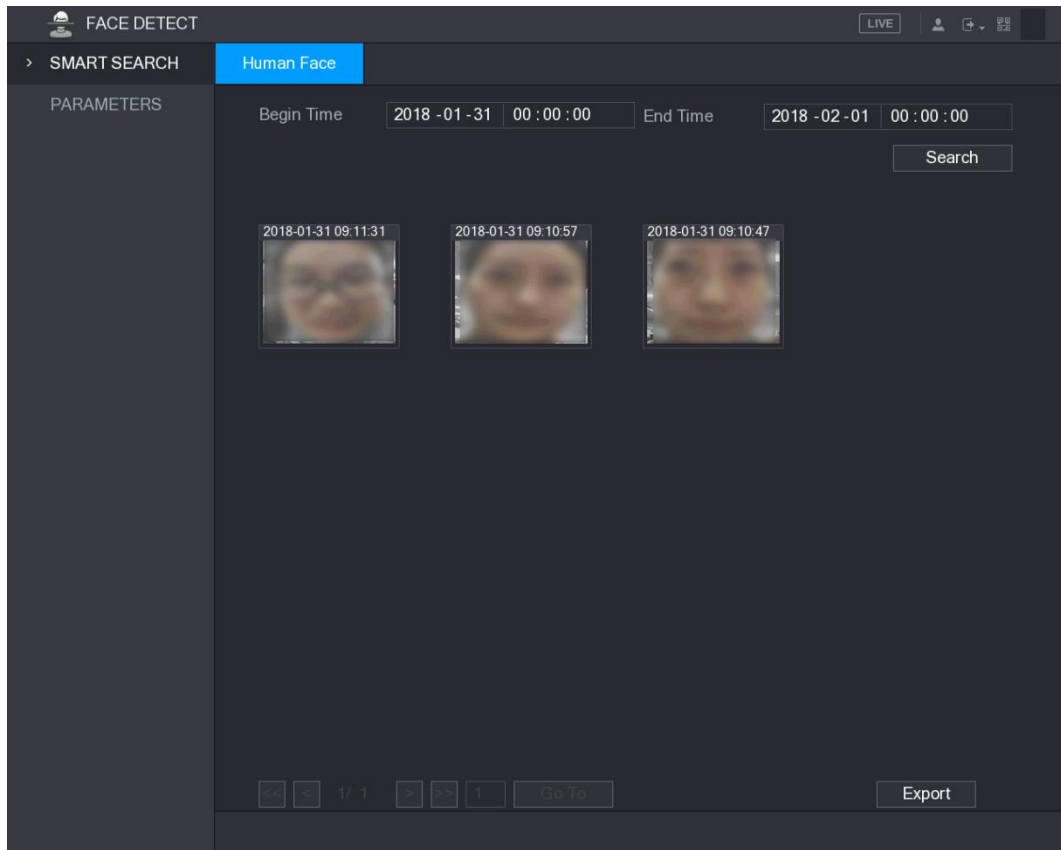 FACE DETECT
LIVE
> SMART SEARCH
Human Face
PARAMETERS
Begin Time 2018 -01 -31 00 : 00 : 00 End Time 2018 -02 -01 00 : 00 : 00
Search
2018-01-31 09:11:31 2018-01-31 09:10:57 2018-01-31 09:10:47
<< < 1/ 1 > >> 1 Go To Export